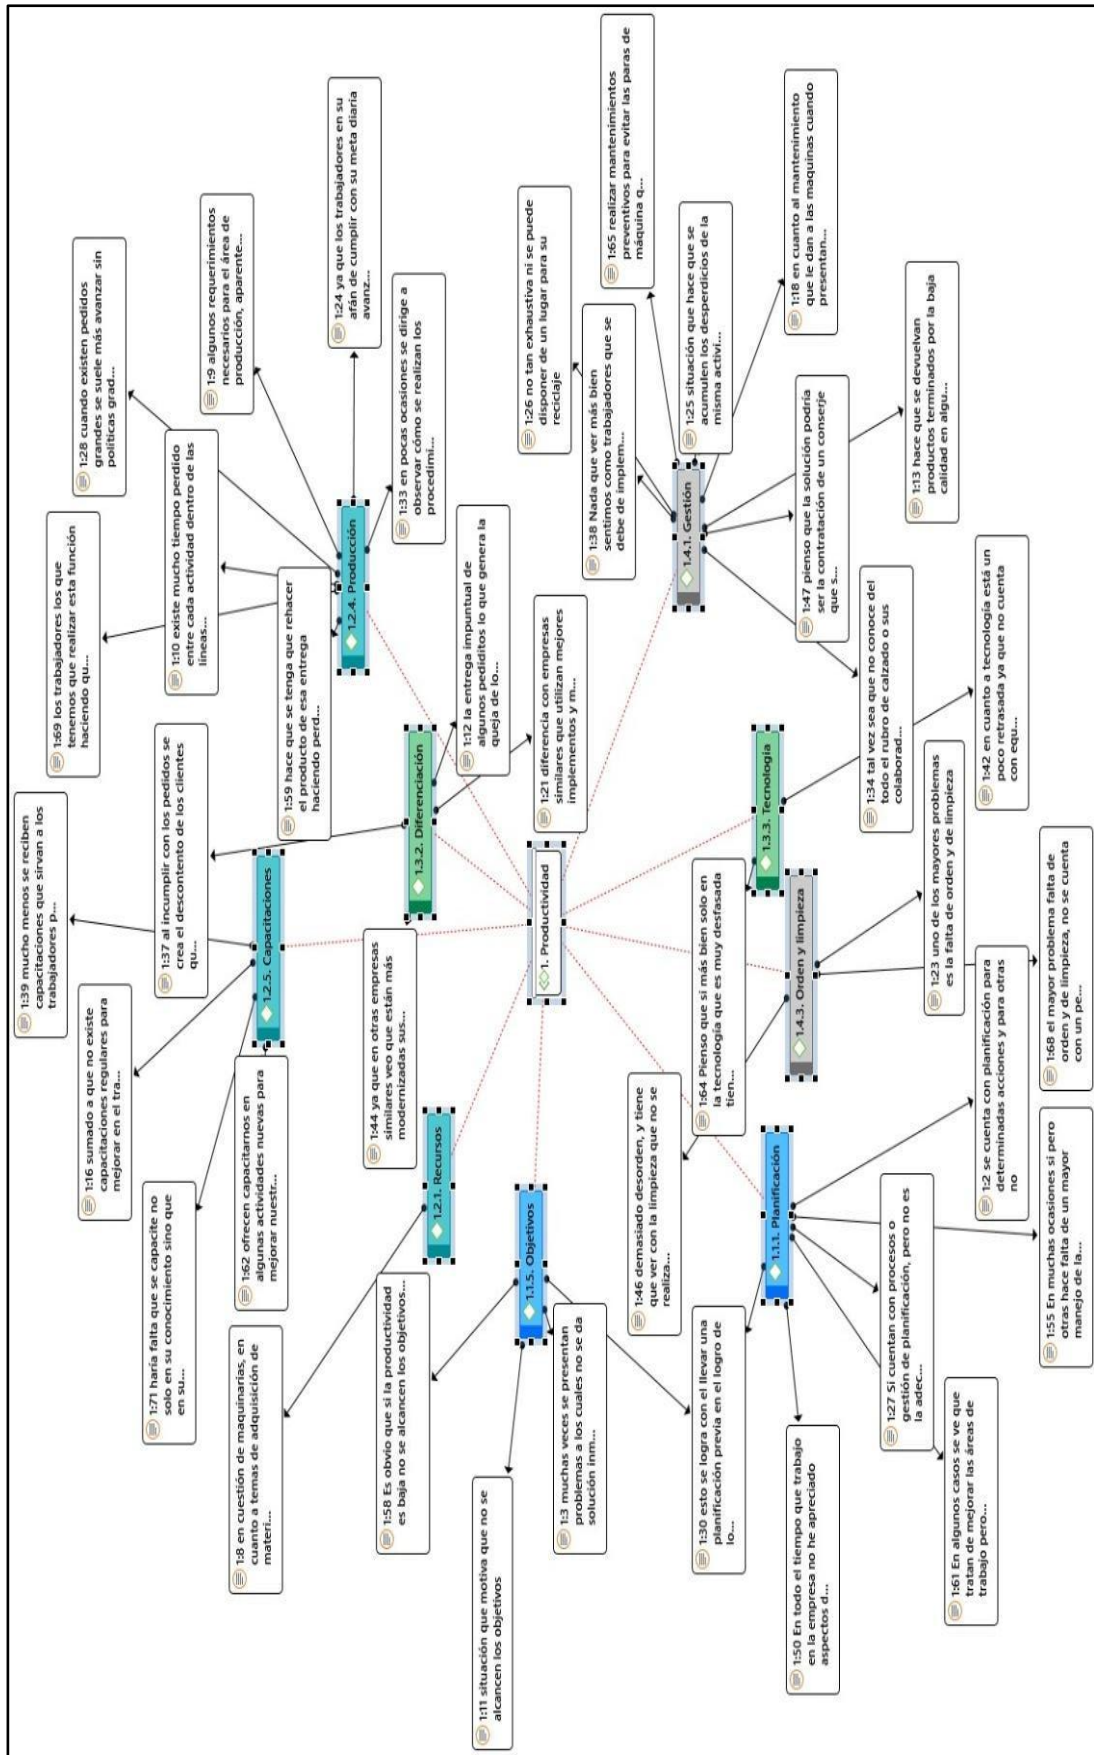 1:39 mucho menos se reciben
capacitaciones que sirvan a los
trabajadores p...
1:69 los trabajadores los que
tenemos que realizar esta función
haciendo qu...
1:28 cuando existen pedidos
grandes se suele más avanzar sin
políticas grad...
1:16 sumado a que no existe
capacitaciones regulares para
mejorar en el tra...
1:71 haría falta que se capacite no
solo en su conocimiento sino que
en su...
1:37 al incumplir con los pedidos se
crea el descontento de los clientes
qu...
1:10 existe mucho tiempo perdido
entre cada actividad dentro de las
líneas...
1:9 algunos requerimientos
necesarios para el área de
producción, aparente...
1:8 en cuestión de maquinarias, en
cuanto a temas de adquisición de
materi...
1:62 ofrecen capacitarnos en
algunas actividades nuevas para
mejorar nuestr...
1.2.5. Capacitaciones
1:59 hace que se tenga que rehacer
el producto de esa entrega
haciendo perd...
1:24 ya que los trabajadores en su
afán de cumplir con su meta diaria
avanz...
1.2.4. Producción
1:44 ya que en otras empresas
similares veo que están más
modernizadas sus...
1:58 Es obvio que si la productividad
es baja no se alcancen los objetivos...
1:33 en pocas ocasiones se dirige a
observar cómo se realizan los
procedimi...
1.3.2. Diferenciación
1.2.1. Recursos
1:12 la entrega impuntual de
algunos pediditos lo que genera la
queja de lo...
1:11 situación que motiva que no se
alcancen los objetivos
1.1.5. Objetivos
1:26 no tan exhaustiva ni se puede
disponer de un lugar para su
reciclaje
1. Productividad
1:21 diferencia con empresas
similares que utilizan mejores
implementos y m...
1:3 muchas veces se presentan
problemas a los cuales no se da
solución inm...
1:38 Nada que ver más bien
sentimos como trabajadores que se
debe de implem...
1:65 realizar mantenimientos
preventivos para evitar las paras de
máquina q...
1:46 demasiado desorden, y tiene
que ver con la limpieza que no se
realiza...
1.4.1. Gestión
1:25 situación que hace que se
acumulen los desperdicios de la
misma activi...
1:30 esto se logra con el llevar una
planificación previa en el logro de
lo...
1:64 Pienso que si más bien solo en
la tecnología que es muy desfasada
tien...
1.3.3. Tecnología
1.1.1. Planificación
1:18 en cuanto al mantenimiento
que le dan a las maquinas cuando
presentan...
1:50 En todo el tiempo que trabajo
en la empresa no he apreciado
aspectos d...
1.4.3. Orden y limpieza
1:47 pienso que la solución podría
ser la contratación de un conserje
que s...
1:34 tal vez sea que no conoce del
todo el rubro de calzado o sus
colaborad...
1:27 Si cuentan con procesos o
gestión de planificación, pero no es
la adec...
1:13 hace que se devuelvan
productos terminados por la baja
calidad en algu...
1:23 uno de los mayores problemas
es la falta de orden y de limpieza
1:61 En algunos casos se ve que
tratan de mejorar las áreas de
trabajo pero...
1:2 se cuenta con planificación para
determinadas acciones y para otras
no
1:42 en cuanto a tecnología está un
poco retrasada ya que no cuenta
con equ...
1:55 En muchas ocasiones si pero
otras hace falta de un mayor
manejo de la...
1:68 el mayor problema falta de
orden y de limpieza, no se cuenta
con un pe...